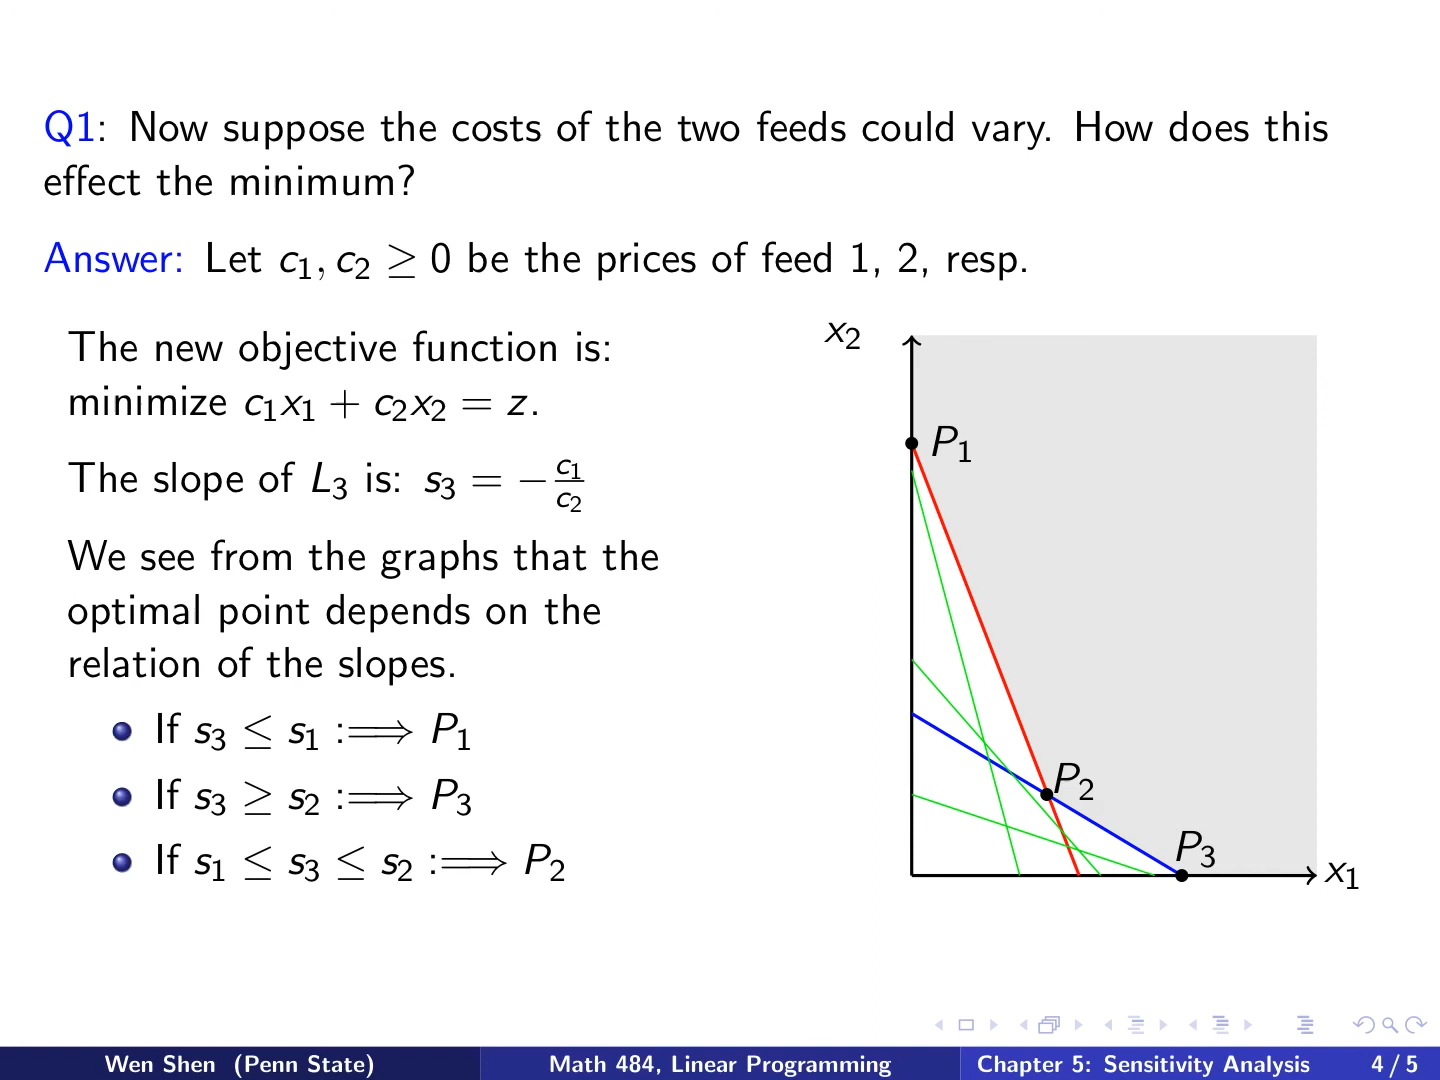 Q1: Now suppose the costs of the two feeds could vary. How does this
effect the minimum?
Answer: Let c₁, c₂ ≥ 0 be the prices of feed 1, 2, resp.
The new objective function is:
minimize c₁x₁ + c₂x₂ = z.
The slope of L₃ is: s₃ = −c₁/c₂
We see from the graphs that the
optimal point depends on the
relation of the slopes.
If s₃ ≤ s₁ :⟹ P₁
If s₃ ≥ s₂ :⟹ P₃
If s₁ ≤ s₃ ≤ s₂ :⟹ P₂
x₂
P₁
P₂
P₃
x₁
Wen Shen (Penn State) Math 484, Linear Programming Chapter 5: Sensitivity Analysis 4 / 5